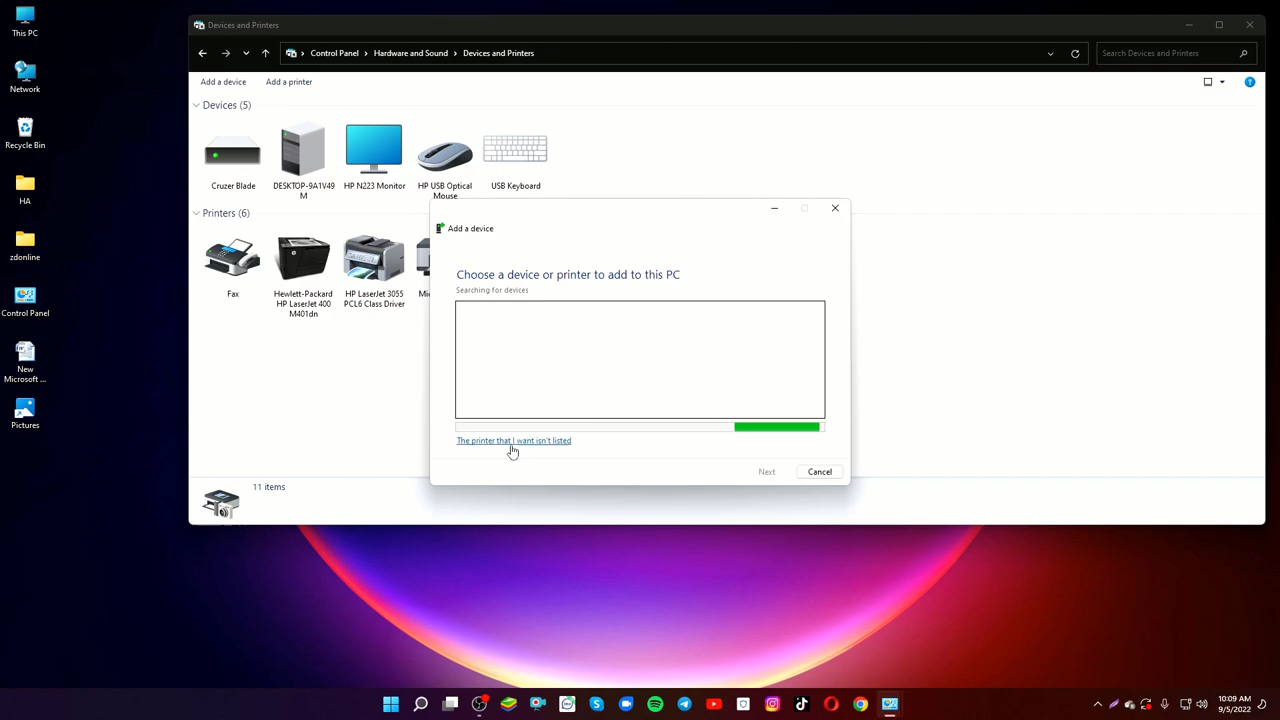 This PC
Network
Recycle Bin
HA
zdonline
Control Panel
New
Microsoft ...
Pictures
Devices and Printers
Control Panel
Hardware and Sound
Devices and Printers
Search Devices and Printers
Add a device
Add a printer
Devices (5)
Cruzer Blade
DESKTOP-9A1V49
M
HP N223 Monitor
HP USB Optical
Mouse
USB Keyboard
Printers (6)
Fax
Hewlett-Packard
HP LaserJet 400
M401dn
HP LaserJet 3055
PCL6 Class Driver
Add a device
Choose a device or printer to add to this PC
Searching for devices
The printer that I want isn't listed
Next
Cancel
11 items
10:09 AM
9/5/2022